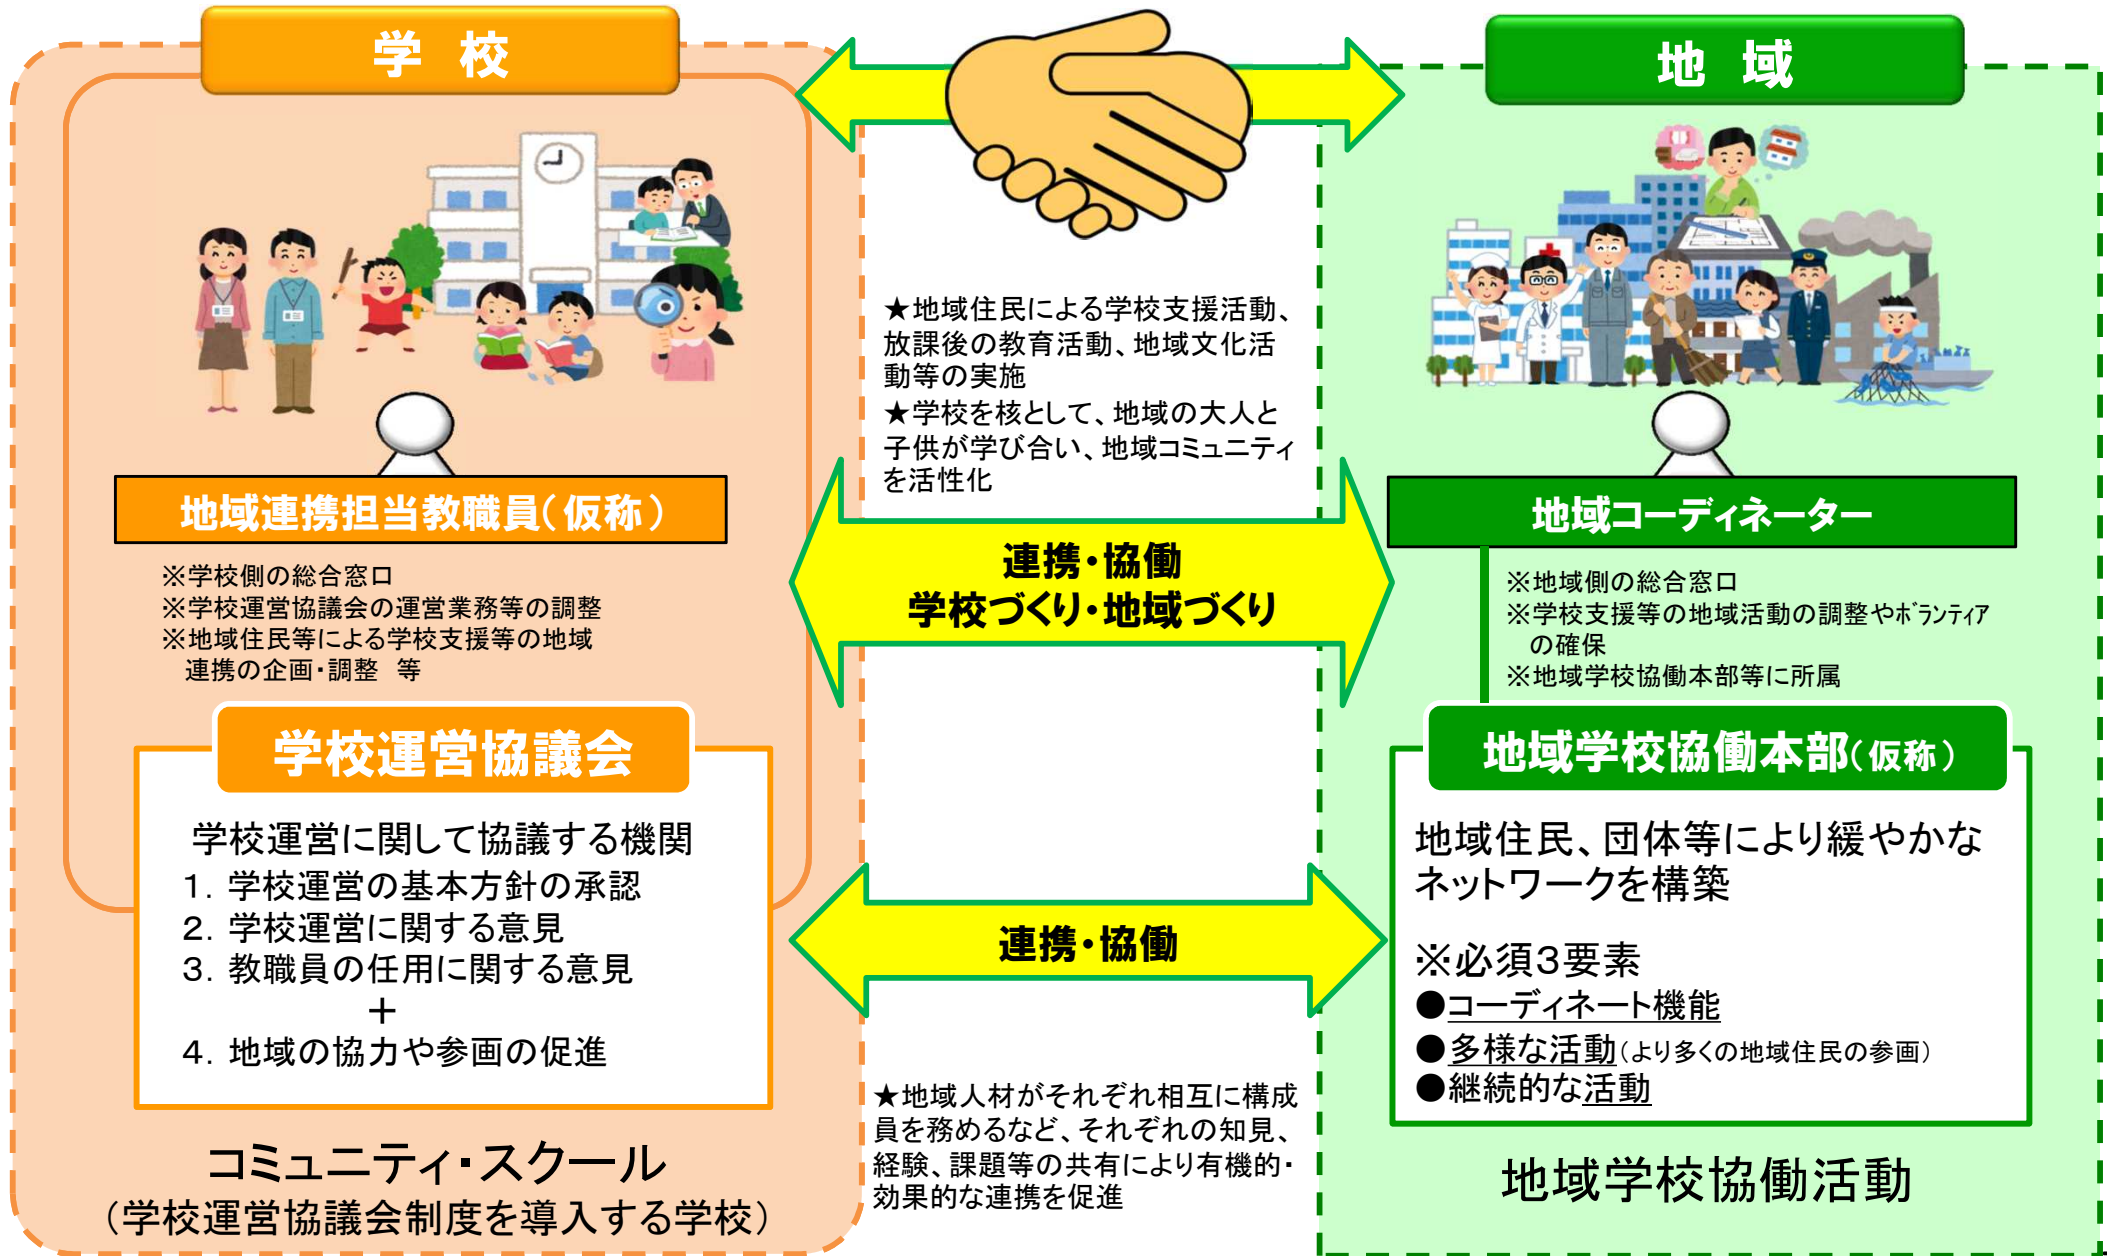 学 校
地域連携担当教職員(仮称)
※学校側の総合窓口
※学校運営協議会の運営業務等の調整
※地域住民等による学校支援等の地域
連携の企画・調整 等
学校運営協議会
学校運営に関して協議する機関
1. 学校運営の基本方針の承認
2. 学校運営に関する意見
3. 教職員の任用に関する意見
+
4. 地域の協力や参画の促進
コミュニティ・スクール
(学校運営協議会制度を導入する学校)
★地域住民による学校支援活動、
放課後の教育活動、地域文化活
動等の実施
★学校を核として、地域の大人と
子供が学び合い、地域コミュニティ
を活性化
連携・協働
学校づくり・地域づくり
連携・協働
★地域人材がそれぞれ相互に構成
員を務めるなど、それぞれの知見、
経験、課題等の共有により有機的・
効果的な連携を促進
地 域
地域コーディネーター
※地域側の総合窓口
※学校支援等の地域活動の調整やボランティア
の確保
※地域学校協働本部等に所属
地域学校協働本部(仮称)
地域住民、団体等により緩やかな
ネットワークを構築
※必須3要素
●コーディネート機能
●多様な活動(より多くの地域住民の参画)
●継続的な活動
地域学校協働活動